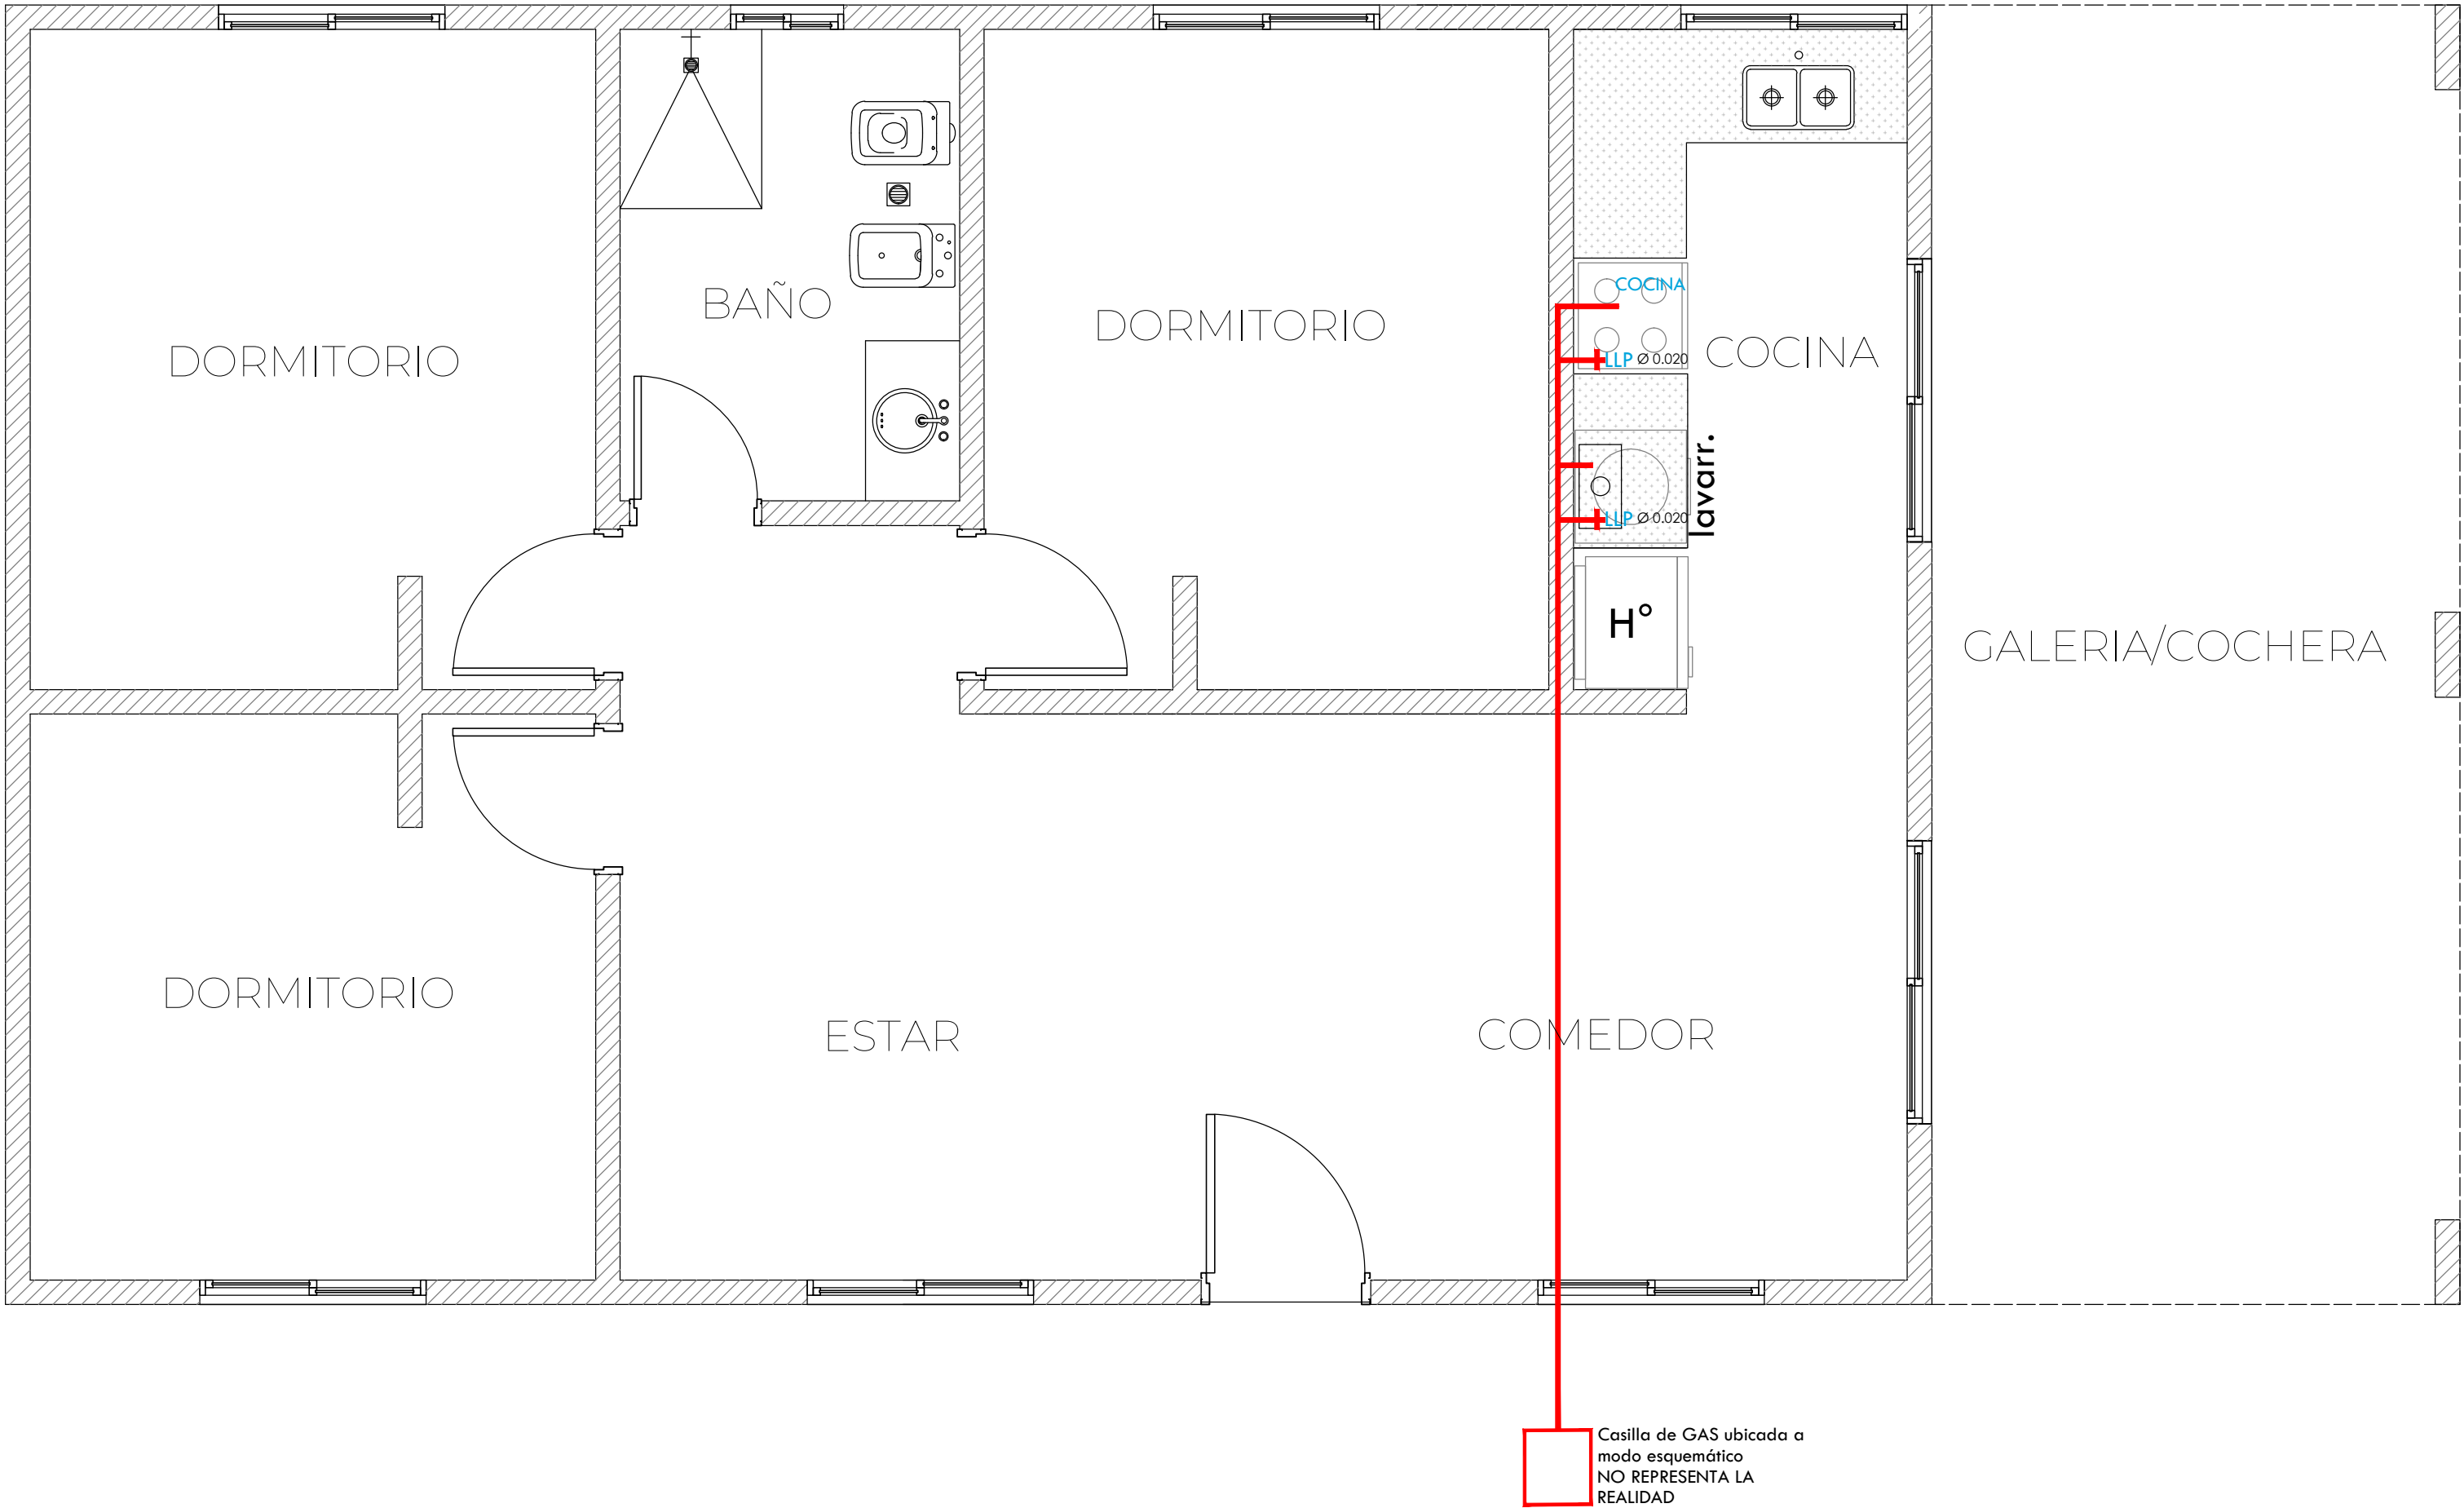 BAÑO
DORMITORIO
DORMITORIO
COCINA
COCINA
LLP Ø 0.020
lavarr.
LLP Ø 0.020
H°
GALERIA/COCHERA
DORMITORIO
ESTAR
COMEDOR
Casilla de GAS ubicada a
modo esquemático
NO REPRESENTA LA
REALIDAD